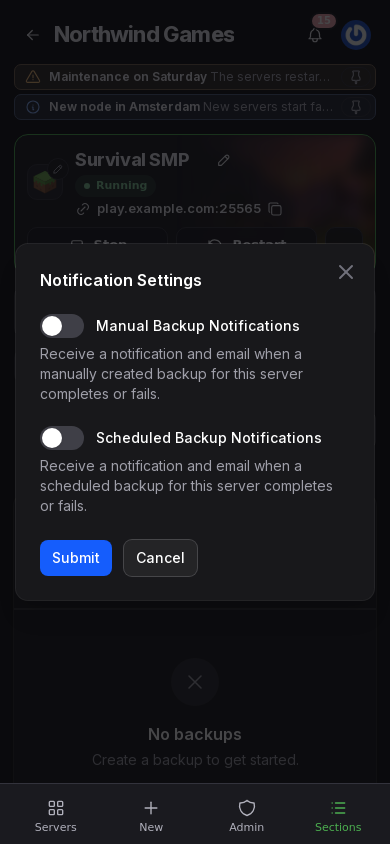 Northwind Games
15
Maintenance on Saturday The servers restar...
New node in Amsterdam New servers start fa...
Survival SMP
Running
play.example.com:25565
Stop
Restart
Notification Settings
Manual Backup Notifications
Receive a notification and email when a
manually created backup for this server
completes or fails.
Scheduled Backup Notifications
Receive a notification and email when a
scheduled backup for this server completes
or fails.
Submit
Cancel
No backups
Create a backup to get started.
Servers
New
Admin
Sections